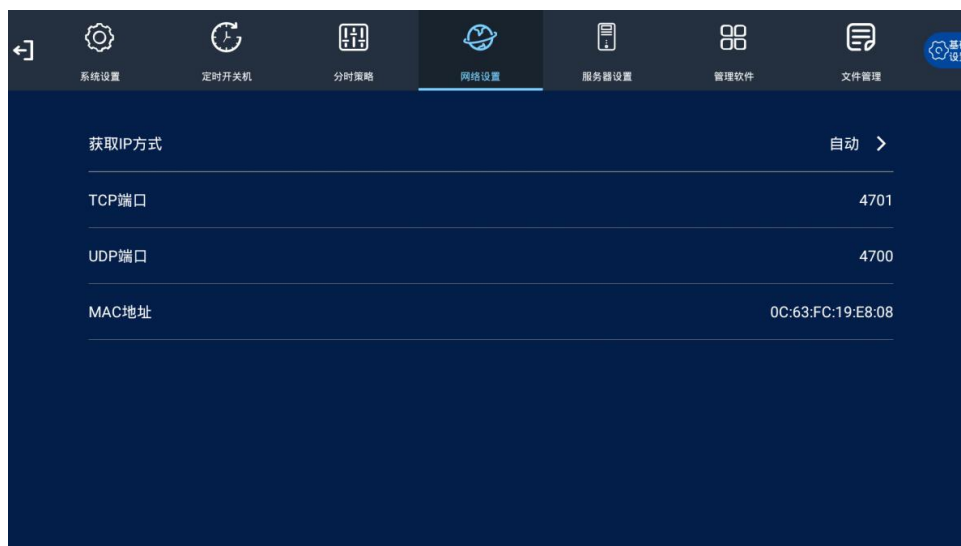 系统设置
定时开关机
分时策略
网络设置
服务器设置
管理软件
文件管理
获取IP方式 自动
TCP端口 4701
UDP端口 4700
MAC地址 0C:63:FC:19:E8:08